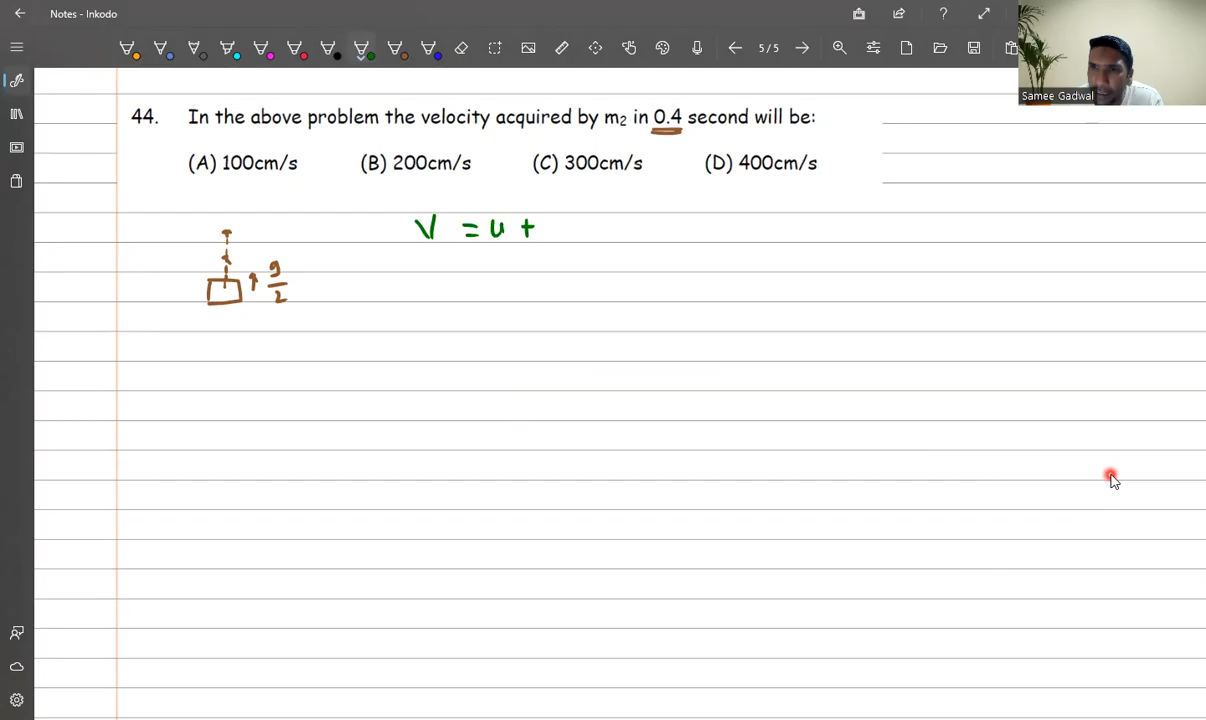 Notes - Inkodo
5/5
Samee Gadwal
44. In the above problem the velocity acquired by m₂ in 0.4 second will be:
(A) 100cm/s (B) 200cm/s (C) 300cm/s (D) 400cm/s
V = u +
g
2